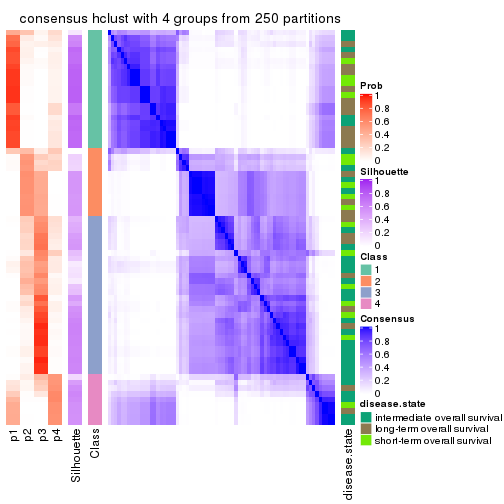 consensus hclust with 4 groups from 250 partitions
Prob
1
0.8
0.6
0.4
0.2
0
Silhouette
1
0.8
0.6
0.4
0.2
0
Class
1
2
3
4
Consensus
1
0.8
0.6
0.4
0.2
0
disease.state
intermediate overall survival
long-term overall survival
short-term overall survival
p1
p2
p3
p4
Silhouette
Class
disease.state